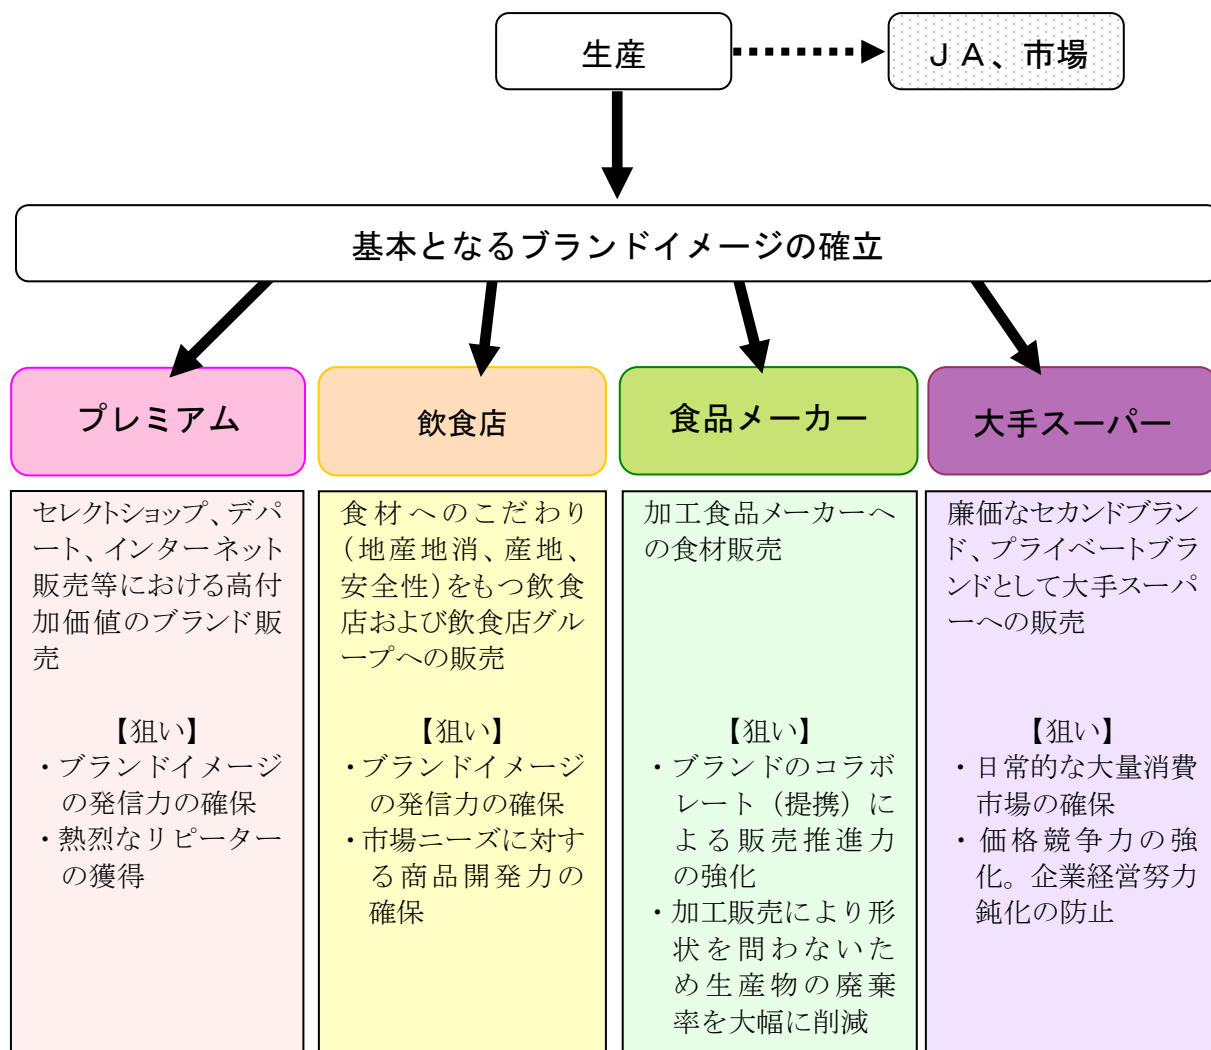 生産
ＪＡ、市場
基本となるブランドイメージの確立
プレミアム
セレクトショップ、デパ
ート、インターネット
販売等における高付
加価値のブランド販
売
【狙い】
・ブランドイメージ
の発信力の確保
・熱烈なリピーター
の獲得
飲食店
食材へのこだわり
（地産地消、産地、
安全性）をもつ飲食
店および飲食店グル
ープへの販売
【狙い】
・ブランドイメージ
の発信力の確保
・市場ニーズに対す
る商品開発力の
確保
食品メーカー
加工食品メーカーへ
の食材販売
【狙い】
・ブランドのコラボ
レート（提携）に
よる販売推進力
の強化
・加工販売により形
状を問わないた
め生産物の廃棄
率を大幅に削減
大手スーパー
廉価なセカンドブラン
ド、プライベートブラ
ンドとして大手スーパ
ーへの販売
【狙い】
・日常的な大量消費
市場の確保
・価格競争力の強
化。企業経営努力
鈍化の防止